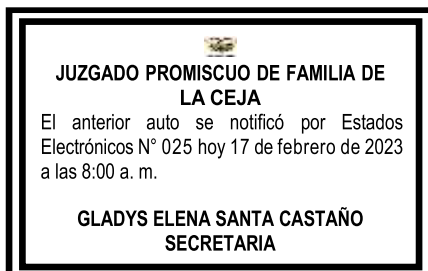 JUZGADO PROMISCUO DE FAMILIA DE
LA CEJA
El anterior auto se notificó por Estados
Electrónicos N° 025 hoy 17 de febrero de 2023
a las 8:00 a. m.
GLADYS ELENA SANTA CASTAÑO
SECRETARIA